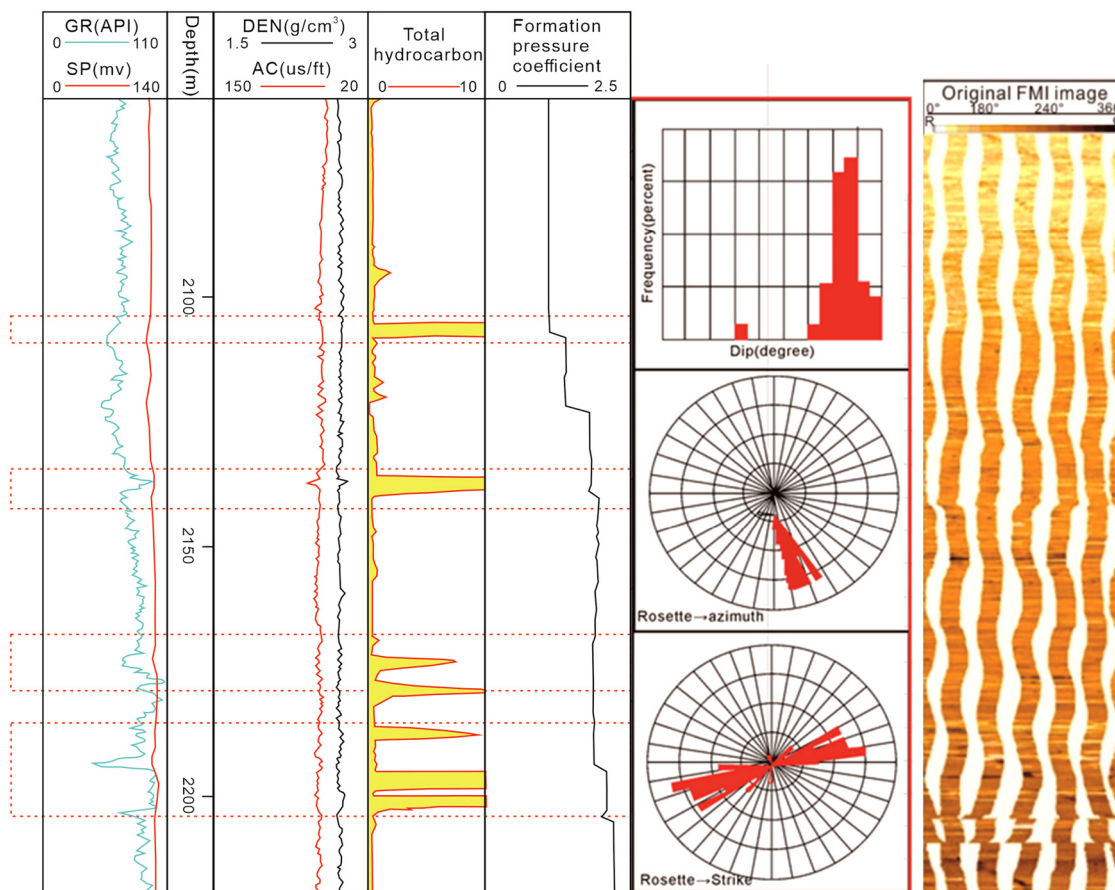 GR(API)
0 110
SP(mv)
0 140
Depth(m)
DEN(g/cm³)
1.5 3
AC(us/ft)
150 20
Total
hydrocarbon
0 10
Formation
pressure
coefficient
0 2.5
2100
2150
2200
Frequency(percent)
Dip(degree)
Rosette→azimuth
Rosette→Strike
Original FMI image
0° 180° 240° 360
R